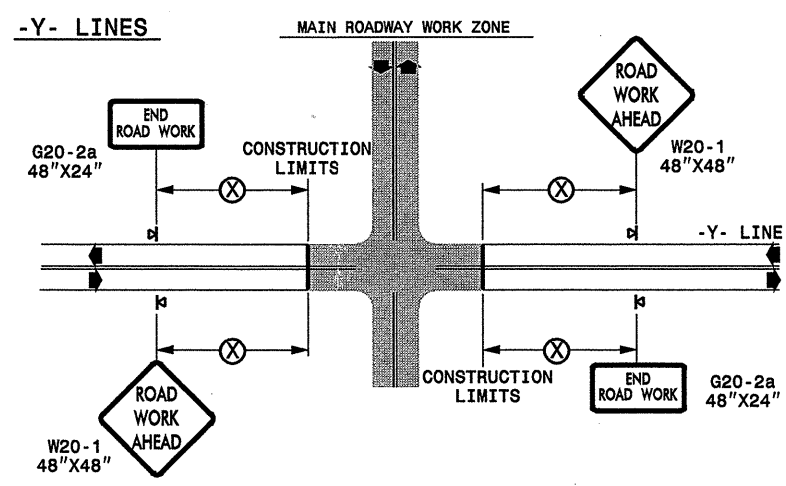 -Y- LINES
MAIN ROADWAY WORK ZONE
END
ROAD WORK
G20-2a
48"X24"
CONSTRUCTION
LIMITS
X
X
ROAD
WORK
AHEAD
W20-1
48"X48"
-Y- LINE
X
X
ROAD
WORK
AHEAD
W20-1
48"X48"
CONSTRUCTION
LIMITS
END
ROAD WORK
G20-2a
48"X24"